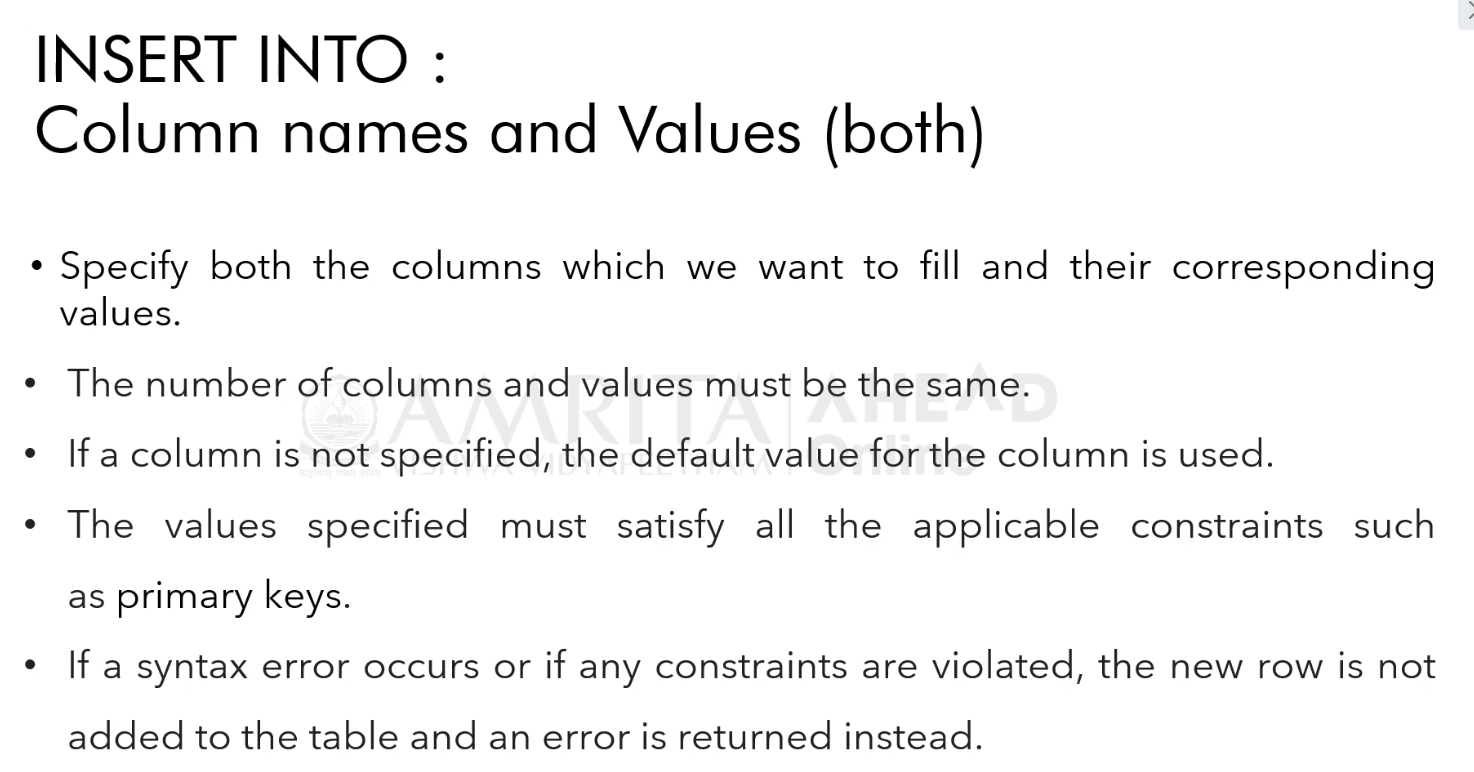 INSERT INTO :
Column names and Values (both)
• Specify both the columns which we want to fill and their corresponding
values.
• The number of columns and values must be the same.
• If a column is not specified, the default value for the column is used.
• The values specified must satisfy all the applicable constraints such
as primary keys.
• If a syntax error occurs or if any constraints are violated, the new row is not
added to the table and an error is returned instead.
AMRITA AHEAD
VISHWA VIDYAPEETHAM Online